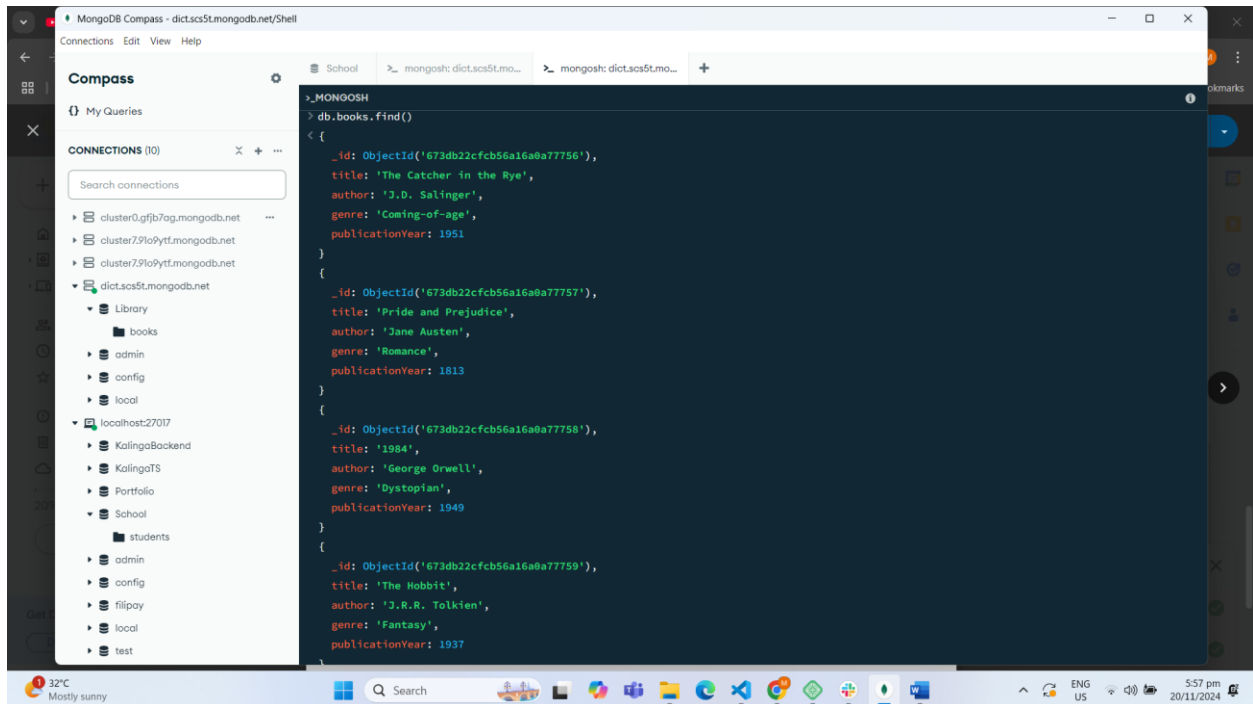 MongoDB Compass - dict.scs5t.mongodb.net/Shell
Connections Edit View Help
Compass
{} My Queries
CONNECTIONS (10)
Search connections
cluster0.gfjb7ag.mongodb.net
cluster7.91o9ytf.mongodb.net
cluster7.91o9ytf.mongodb.net
dict.scs5t.mongodb.net
Library
books
admin
config
local
localhost:27017
KalingaBackend
KalingaTS
Portfolio
School
students
admin
config
filipay
local
test
School
>_ mongosh: dict.scs5t.mo...
>_ mongosh: dict.scs5t.mo...
>_MONGOSH
> db.books.find()
< {
_id: ObjectId('673db22cfcb56a16a0a77756'),
title: 'The Catcher in the Rye',
author: 'J.D. Salinger',
genre: 'Coming-of-age',
publicationYear: 1951
}
{
_id: ObjectId('673db22cfcb56a16a0a77757'),
title: 'Pride and Prejudice',
author: 'Jane Austen',
genre: 'Romance',
publicationYear: 1813
}
{
_id: ObjectId('673db22cfcb56a16a0a77758'),
title: '1984',
author: 'George Orwell',
genre: 'Dystopian',
publicationYear: 1949
}
{
_id: ObjectId('673db22cfcb56a16a0a77759'),
title: 'The Hobbit',
author: 'J.R.R. Tolkien',
genre: 'Fantasy',
publicationYear: 1937
okmarks
1
32°C
Mostly sunny
Search
ENG
US
5:57 pm
20/11/2024